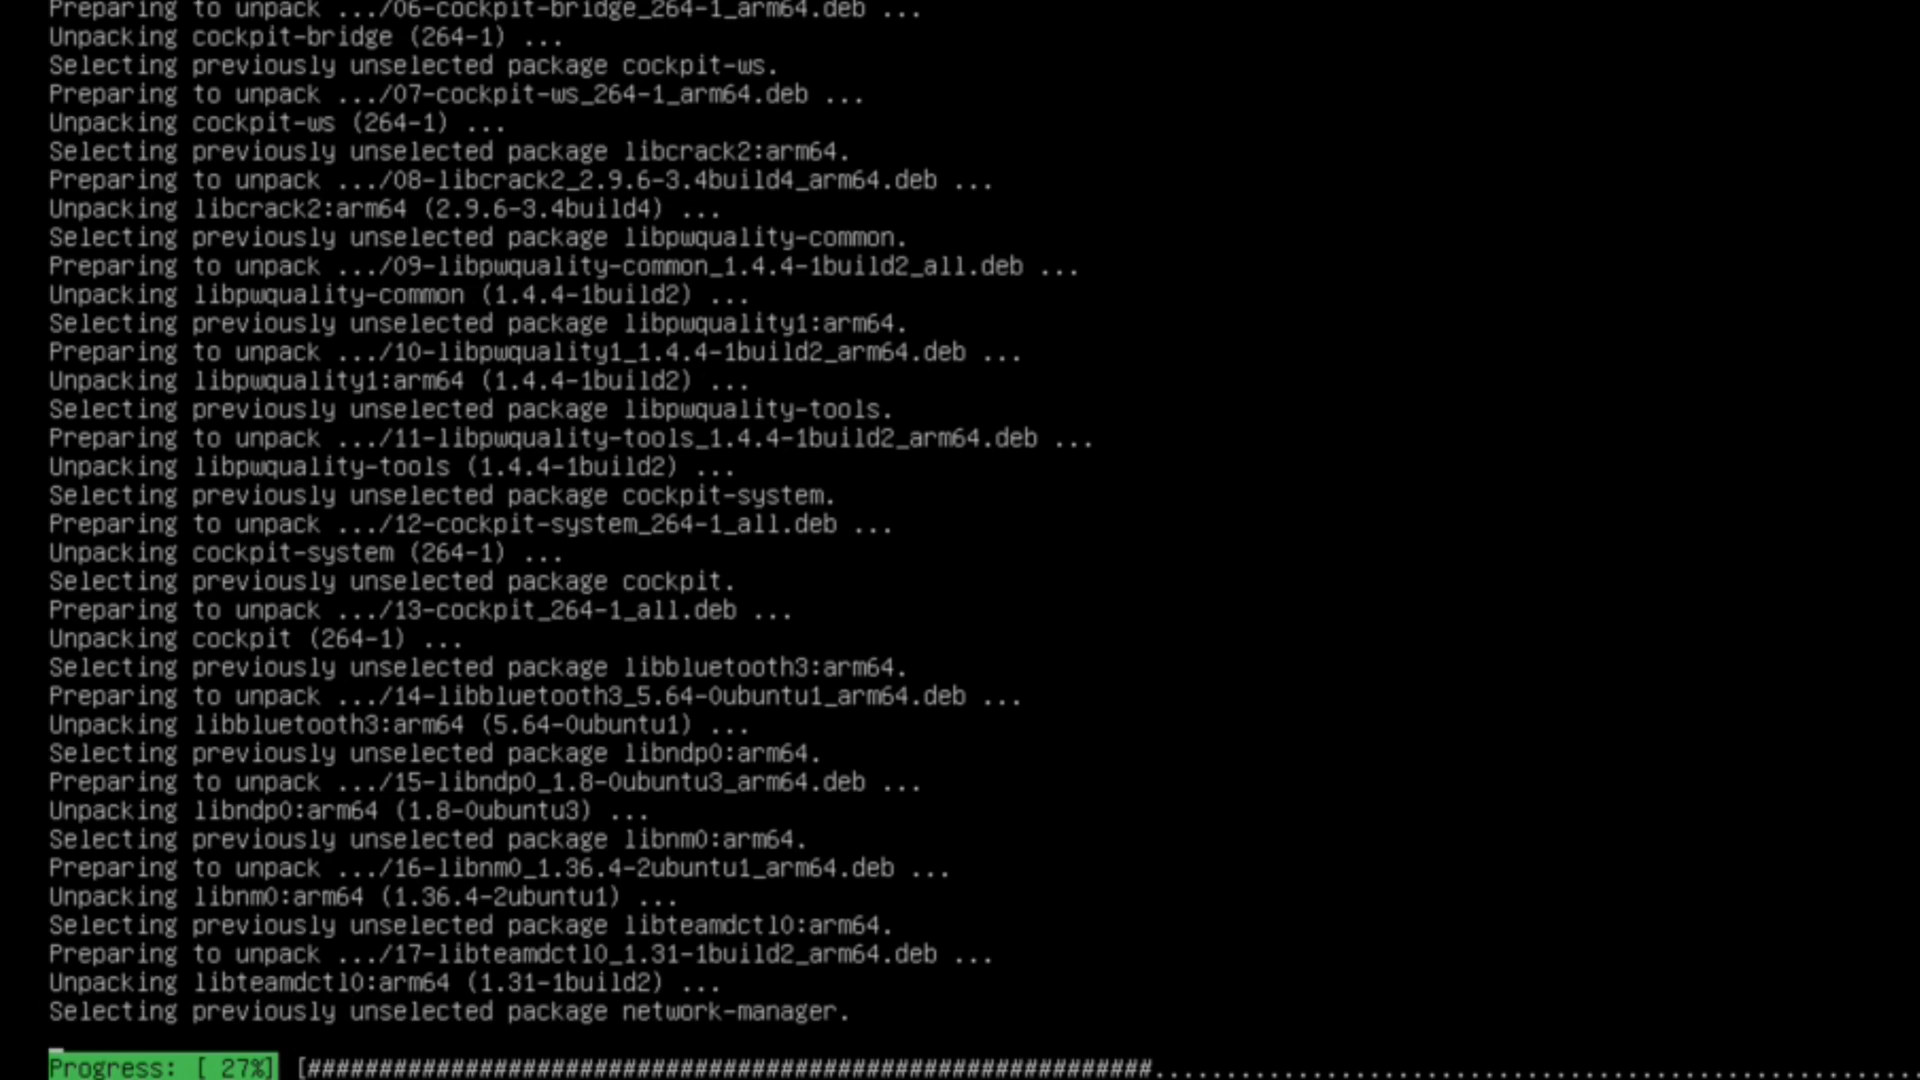 Preparing to unpack .../06-cockpit-bridge_264-1_arm64.deb ...
Unpacking cockpit-bridge (264-1) ...
Selecting previously unselected package cockpit-ws.
Preparing to unpack .../07-cockpit-ws_264-1_arm64.deb ...
Unpacking cockpit-ws (264-1) ...
Selecting previously unselected package libcrack2:arm64.
Preparing to unpack .../08-libcrack2_2.9.6-3.4build4_arm64.deb ...
Unpacking libcrack2:arm64 (2.9.6-3.4build4) ...
Selecting previously unselected package libpwquality-common.
Preparing to unpack .../09-libpwquality-common_1.4.4-1build2_all.deb ...
Unpacking libpwquality-common (1.4.4-1build2) ...
Selecting previously unselected package libpwquality1:arm64.
Preparing to unpack .../10-libpwquality1_1.4.4-1build2_arm64.deb ...
Unpacking libpwquality1:arm64 (1.4.4-1build2) ...
Selecting previously unselected package libpwquality-tools.
Preparing to unpack .../11-libpwquality-tools_1.4.4-1build2_arm64.deb ...
Unpacking libpwquality-tools (1.4.4-1build2) ...
Selecting previously unselected package cockpit-system.
Preparing to unpack .../12-cockpit-system_264-1_all.deb ...
Unpacking cockpit-system (264-1) ...
Selecting previously unselected package cockpit.
Preparing to unpack .../13-cockpit_264-1_all.deb ...
Unpacking cockpit (264-1) ...
Selecting previously unselected package libbluetooth3:arm64.
Preparing to unpack .../14-libbluetooth3_5.64-0ubuntu1_arm64.deb ...
Unpacking libbluetooth3:arm64 (5.64-0ubuntu1) ...
Selecting previously unselected package libndp0:arm64.
Preparing to unpack .../15-libndp0_1.8-0ubuntu3_arm64.deb ...
Unpacking libndp0:arm64 (1.8-0ubuntu3) ...
Selecting previously unselected package libnm0:arm64.
Preparing to unpack .../16-libnm0_1.36.4-2ubuntu1_arm64.deb ...
Unpacking libnm0:arm64 (1.36.4-2ubuntu1) ...
Selecting previously unselected package libteamdctl0:arm64.
Preparing to unpack .../17-libteamdctl0_1.31-1build2_arm64.deb ...
Unpacking libteamdctl0:arm64 (1.31-1build2) ...
Selecting previously unselected package network-manager.
Progress: [ 27%] [###########################################################.....................................................